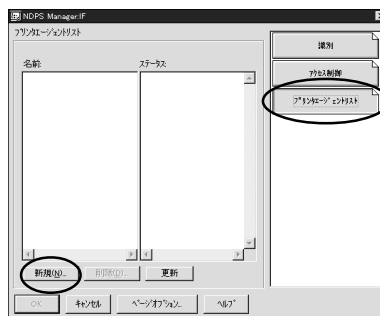 NDPS Manager.IF
プリンタエージェントリスト
名前:
ステータス:
新規(N)...
削除(D)...
更新
識別
アクセス制御
プリンタエージェントリスト
OK
キャンセル
ページオプション...
ヘルプ